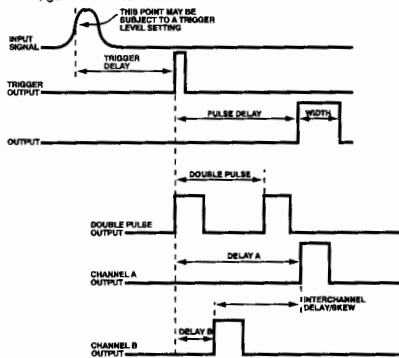 THIS POINT MAY BE
SUBJECT TO A TRIGGER
LEVEL SETTING
INPUT
SIGNAL
TRIGGER
DELAY
TRIGGER
OUTPUT
PULSE DELAY
WIDTH
OUTPUT
DOUBLE PULSE
DOUBLE PULSE
OUTPUT
DELAY A
CHANNEL A
OUTPUT
INTERCHANNEL
DELAY/SKEW
DELAY B
CHANNEL B
OUTPUT